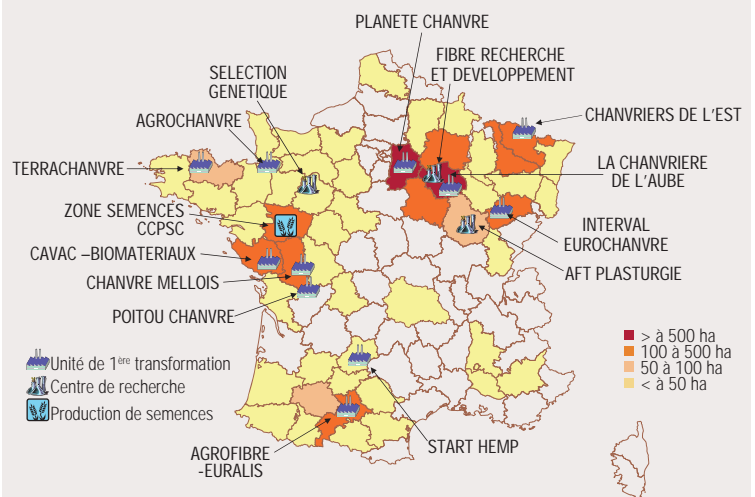 PLANETE CHANVRE
FIBRE RECHERCHE
ET DEVELOPPEMENT
SELECTION
GENETIQUE
CHANVRIERS DE L'EST
AGROCHANVRE
TERRACHANVRE
LA CHANVRIERE
DE L'AUBE
ZONE SEMENCES
CCPSC
INTERVAL
EUROCHANVRE
CAVAC –BIOMATERIAUX
AFT PLASTURGIE
CHANVRE MELLOIS
POITOU CHANVRE
> à 500 ha
100 à 500 ha
50 à 100 ha
< à 50 ha
Unité de 1ère transformation
Centre de recherche
Production de semences
AGROFIBRE
-EURALIS
START HEMP